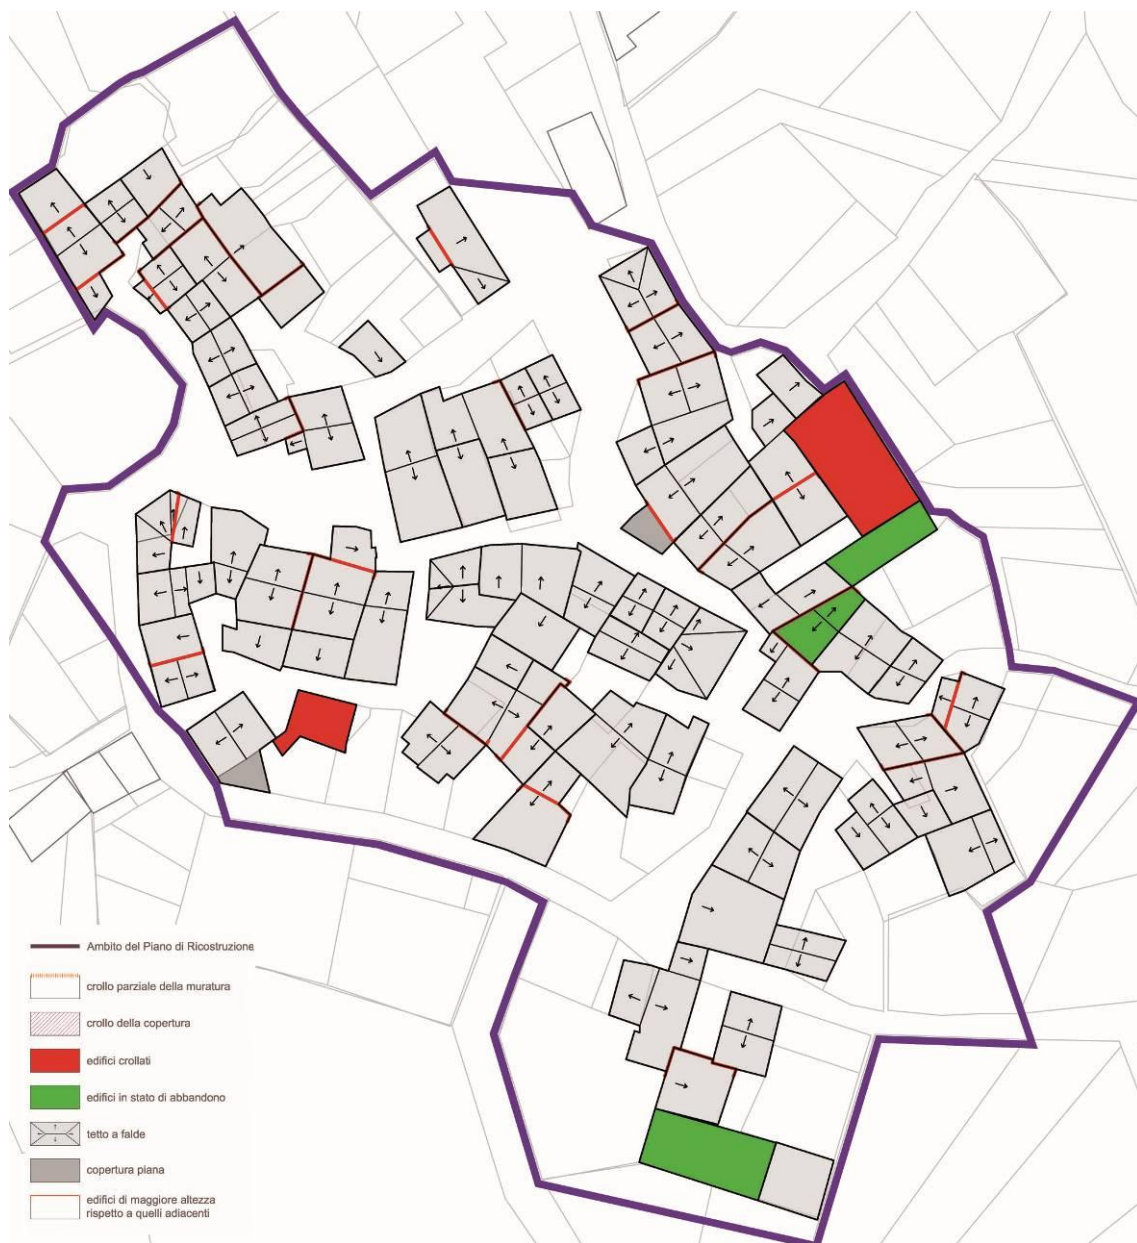 Ambito del Piano di Ricostruzione
crollo parziale della muratura
crollo della copertura
edifici crollati
edifici in stato di abbandono
tetto a falde
copertura piana
edifici di maggiore altezza
rispetto a quelli adiacenti